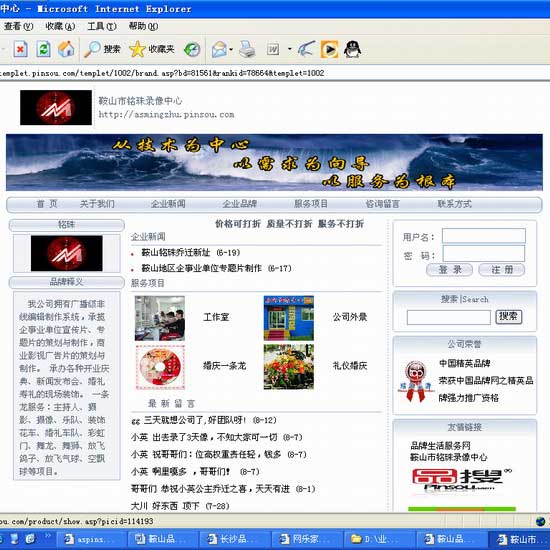 中心 - Microsoft Internet Explorer
查看(V) 收藏(A) 工具(T) 帮助(H)
搜索 收藏夹
templet.pinsou.com/templet/1002/brand.asp?bd=81561&rankid=78664&templet=1002
鞍山市铭珠录像中心
http://asmingzhu.pinsou.com
从技术为中心
以需求为向导
以服务为根本
首 页 关于我们 企业新闻 企业品牌 服务项目 咨询留言 联系方式
铭珠
品牌释义
我公司拥有广播级非
线编辑制作系统，承揽
企事业单位宣传片、专
题片的策划与制作，商
业影视广告片的策划与
制作。 承办各种开业庆
典、新闻发布会、婚礼
寿礼的现场装饰。 一条
龙服务：主持人、摄
影、摄像、乐队、装饰
花车、婚礼车队、彩虹
门、舞龙、舞狮、放飞
鸽子、放飞气球、空飘
球等项目。
价格可打折 质量不打折 服务不打折
企业新闻
鞍山铭珠乔迁新址 (6-19)
鞍山地区企事业单位专题片制作 (6-17)
服务项目
工作室
公司外景
婚庆一条龙
礼仪婚庆
最 新 留 言
gg 三天就想公司了,好团队呀! (8-12)
小英 出去录了3天像，不知大家可一切 (8-7)
小英 祝哥哥们：位高权重责任轻，钱多 (8-7)
小英 啊里嘎多 ，哥哥们！ (8-7)
哥哥们 恭祝小英公主乔迁之喜，天天有进 (8-1)
大川 好东西 顶下 (7-28)
用户名：
密 码：
登 录 注 册
搜索|Search
搜索
公司荣誉
中国精英品牌
荣获中国品牌网之精英品
牌强力推广资格
友情链接
品牌生活服务网
鞍山市铭珠录像中心
品搜
PINSOU.COM
ou.com/product/show.asp?picid=114193
aspins... 鞍山品... 长沙品... 网乐家... D:\业... 鞍山品... 鞍山市...